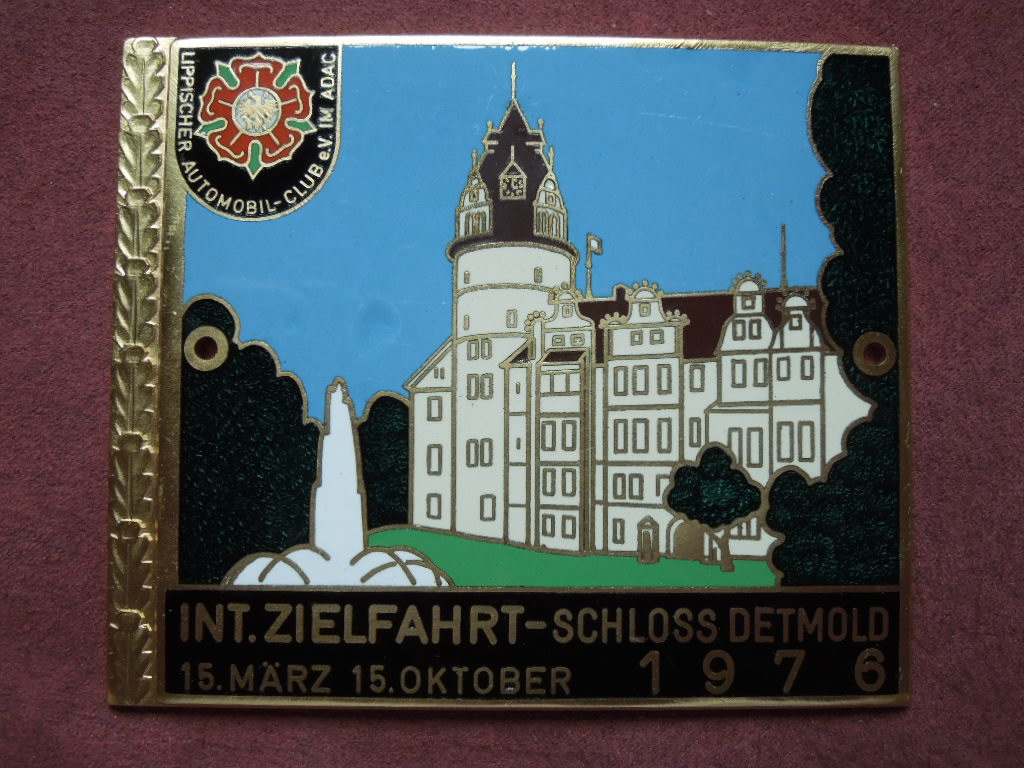 LIPPISCHER AUTOMOBIL-CLUB e.V. IM ADAC
INT. ZIELFAHRT-SCHLOSS DETMOLD
15. MÄRZ 15. OKTOBER 1976